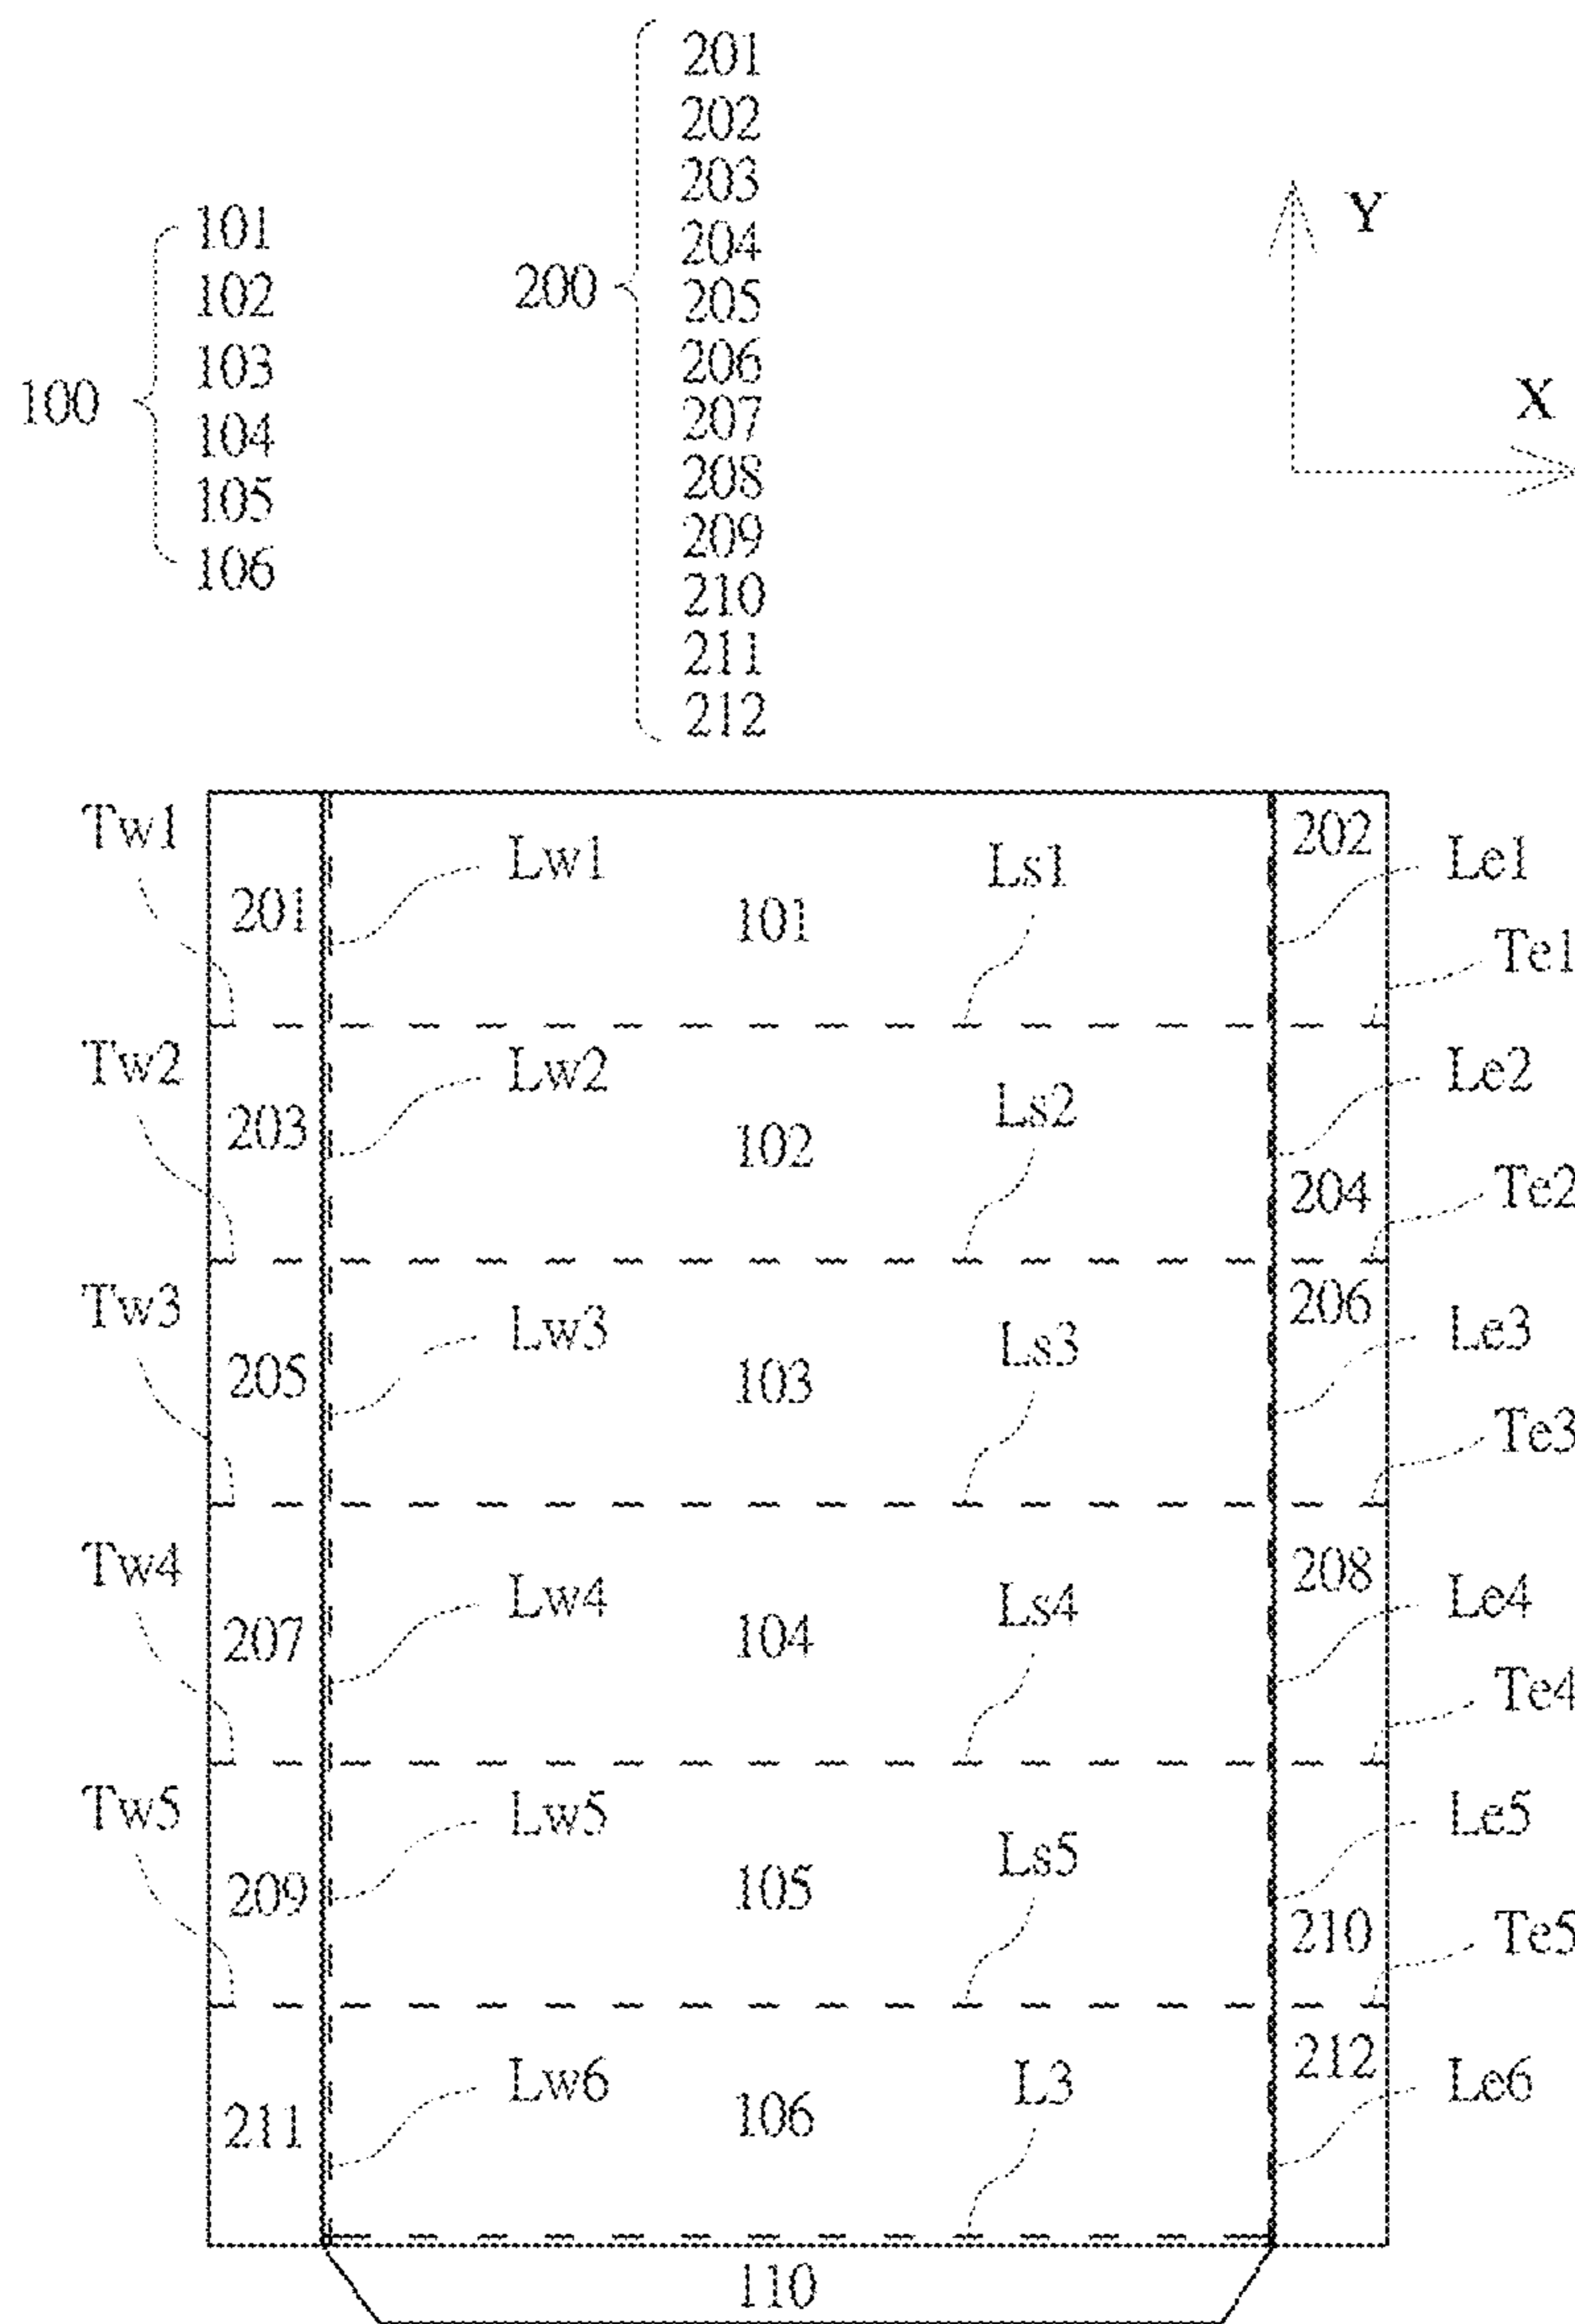 100
101
102
103
104
105
106
200
201
202
203
204
205
206
207
208
209
210
211
212
Y
X
Tw1 201 Lw1 101 Ls1 202 Le1
Te1
Tw2 203 Lw2 102 Ls2 204 Le2
Te2
Tw3 205 Lw3 103 Ls3 206 Le3
Te3
Tw4 207 Lw4 104 Ls4 208 Le4
Te4
Tw5 209 Lw5 105 Ls5 210 Le5
Te5
211 Lw6 106 L3 212 Le6
110